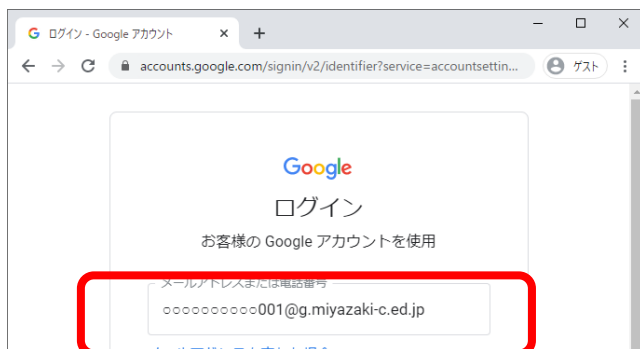 ログイン - Google アカウント
accounts.google.com/signin/v2/identifier?service=accountsettin...
ゲスト
Google
ログイン
お客様の Google アカウントを使用
メールアドレスまたは電話番号
○○○○○○○○○○001@g.miyazaki-c.ed.jp